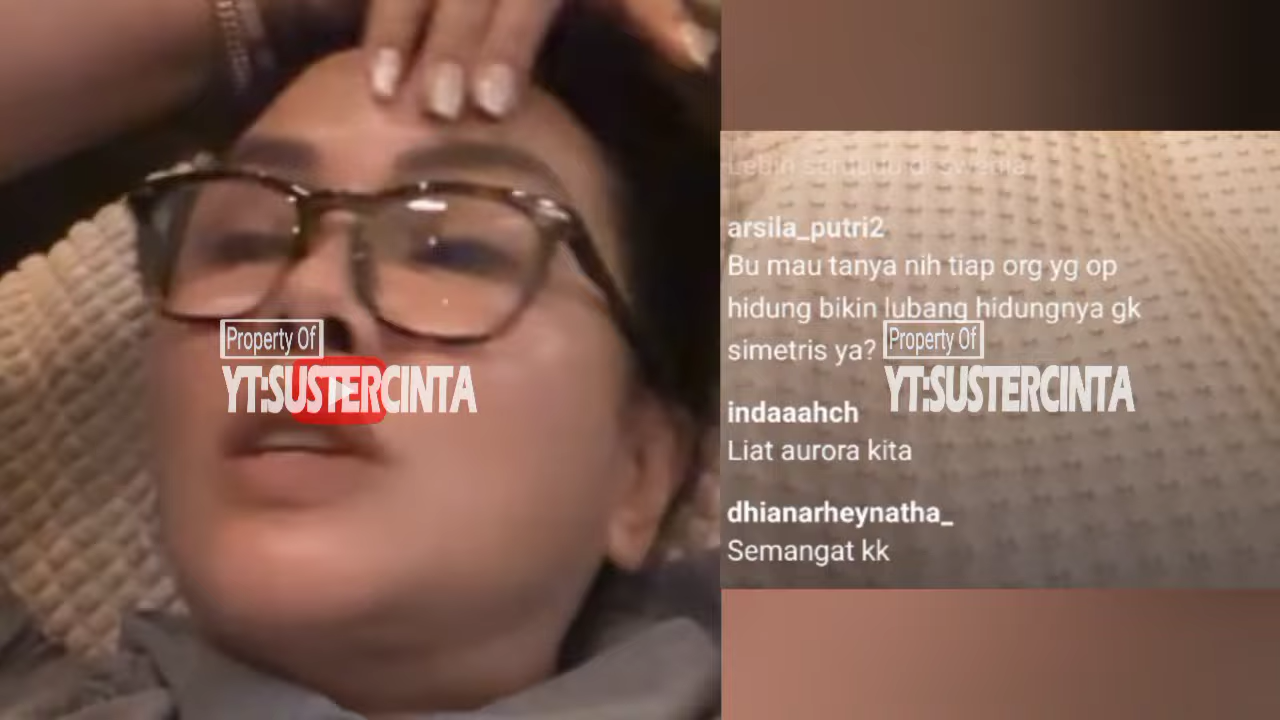 Property Of
YT:SUSTERCINTA
arsila_putri2
Bu mau tanya nih tiap org yg op
hidung bikin lubang hidungnya gk
simetris ya?
Property Of
YT:SUSTERCINTA
indaaahch
Liat aurora kita
dhianarheynatha_
Semangat kk